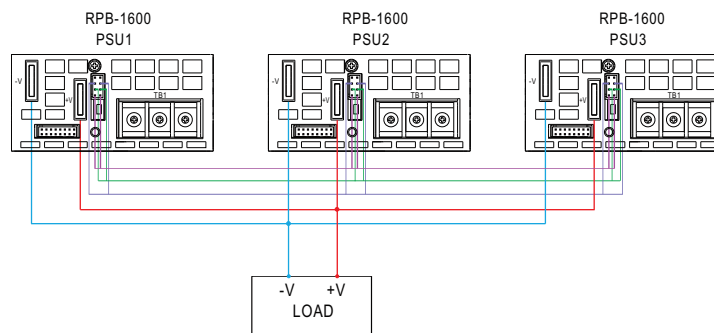 RPB-1600
PSU1
RPB-1600
PSU2
RPB-1600
PSU3
-V
+V
TB1
-V
+V
TB1
-V
+V
TB1
-V +V
LOAD